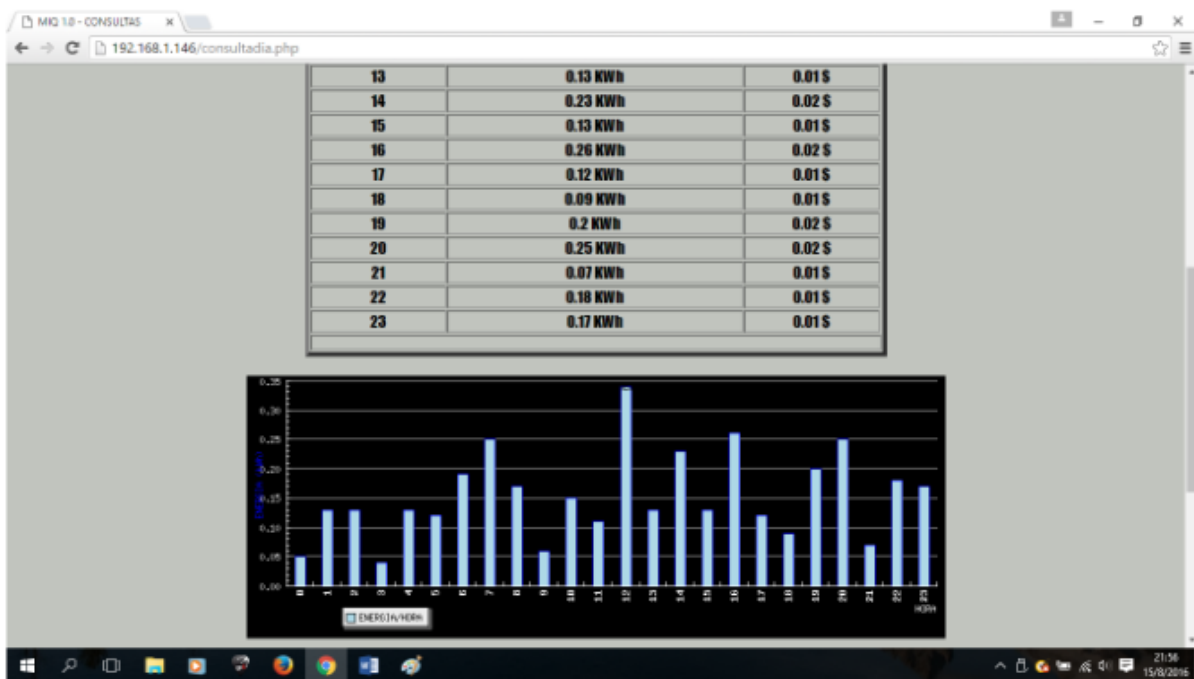 MIQ 1.0 - CONSULTAS
192.168.1.146/consultadia.php
13 0.13 KWh 0.01 $
14 0.23 KWh 0.02 $
15 0.13 KWh 0.01 $
16 0.26 KWh 0.02 $
17 0.12 KWh 0.01 $
18 0.09 KWh 0.01 $
19 0.2 KWh 0.02 $
20 0.25 KWh 0.02 $
21 0.07 KWh 0.01 $
22 0.18 KWh 0.01 $
23 0.17 KWh 0.01 $
0.35
0.30
0.25
0.20
0.15
0.10
0.05
0.00
0 1 2 3 4 5 6 7 8 9 10 11 12 13 14 15 16 17 18 19 20 21 22 23
HORA
ENERGIA/HORA
21:56
15/8/2016